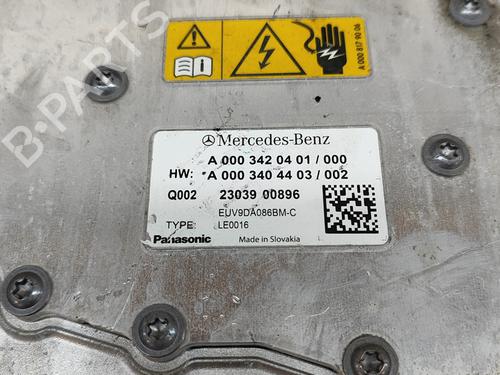 A 000 817 90 06
B-PARTS
Mercedes-Benz
A 000 342 04 01 / 000
HW: A 000 340 44 03 / 002
Q002 23039 00896
EUV9DA086BM-C
TYPE: LE0016
Panasonic Made in Slovakia